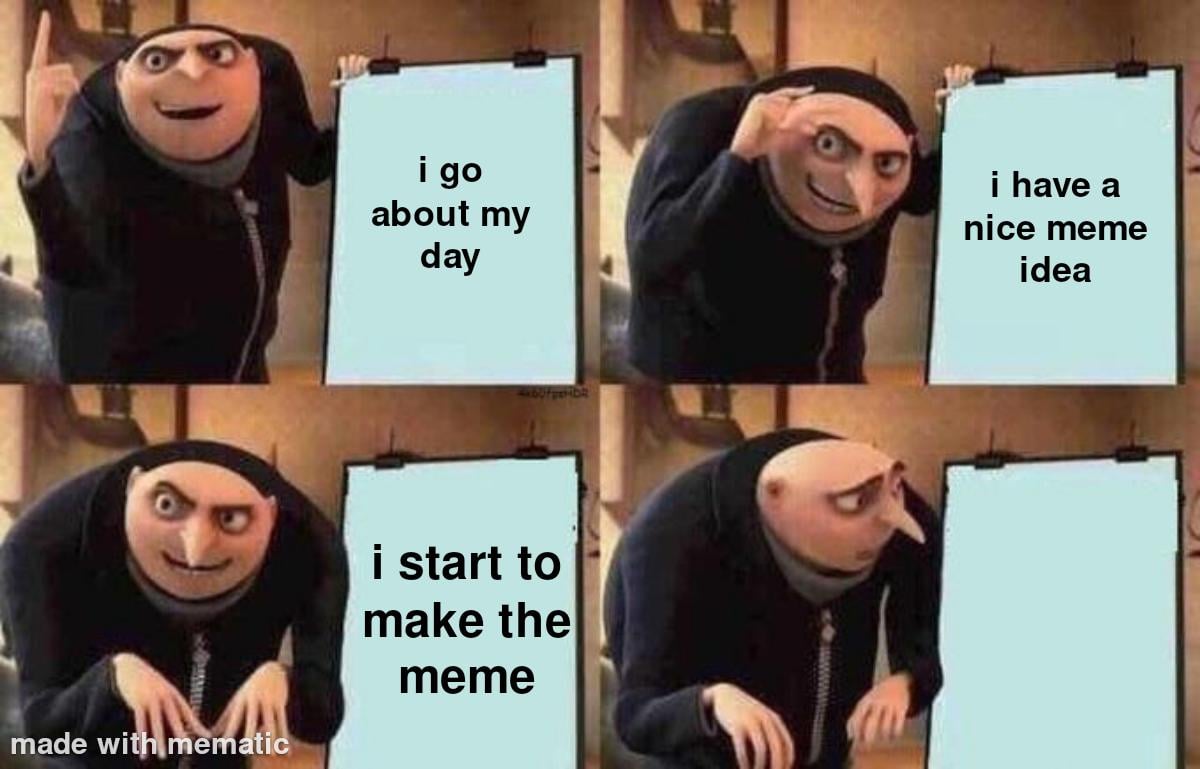 i go
about my
day
i have a
nice meme
idea
i start to
make the
meme
made with mematic